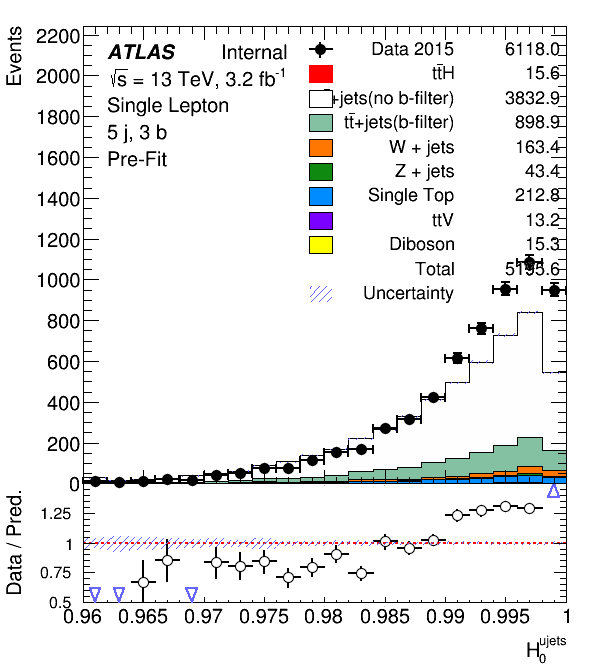 Events
2200
2000
1800
1600
1400
1200
1000
800
600
400
200
0
ATLAS Internal
√s = 13 TeV, 3.2 fb⁻¹
Single Lepton
5 j, 3 b
Pre-Fit
Data 2015 6118.0
tt̄H 15.6
+jets(no b-filter) 3832.9
tt̄+jets(b-filter) 898.9
W + jets 163.4
Z + jets 43.4
Single Top 212.8
ttV 13.2
Diboson 15.3
Total 5195.6
Uncertainty
Data / Pred.
1.25
1
0.75
0.5
0.96 0.965 0.97 0.975 0.98 0.985 0.99 0.995 1
H₀ᵘʲᵉᵗˢ